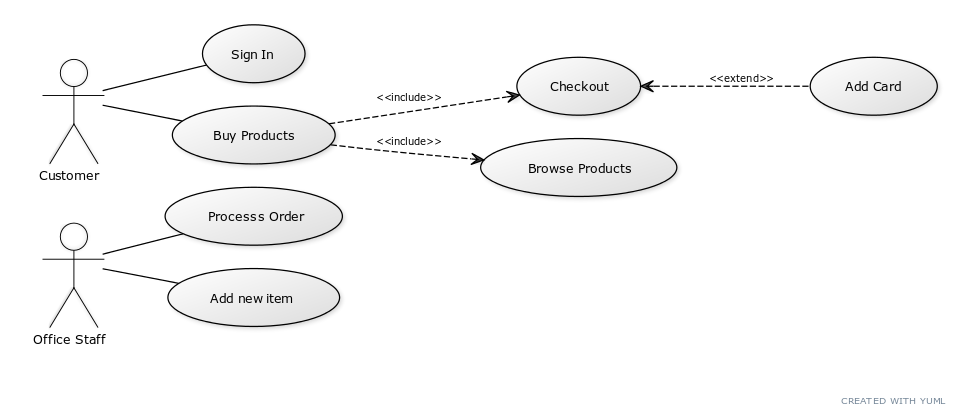 Sign In
<<include>>
Checkout
<<extend>>
Add Card
Buy Products
<<include>>
Browse Products
Customer
Processs Order
Add new item
Office Staff
CREATED WITH YUML